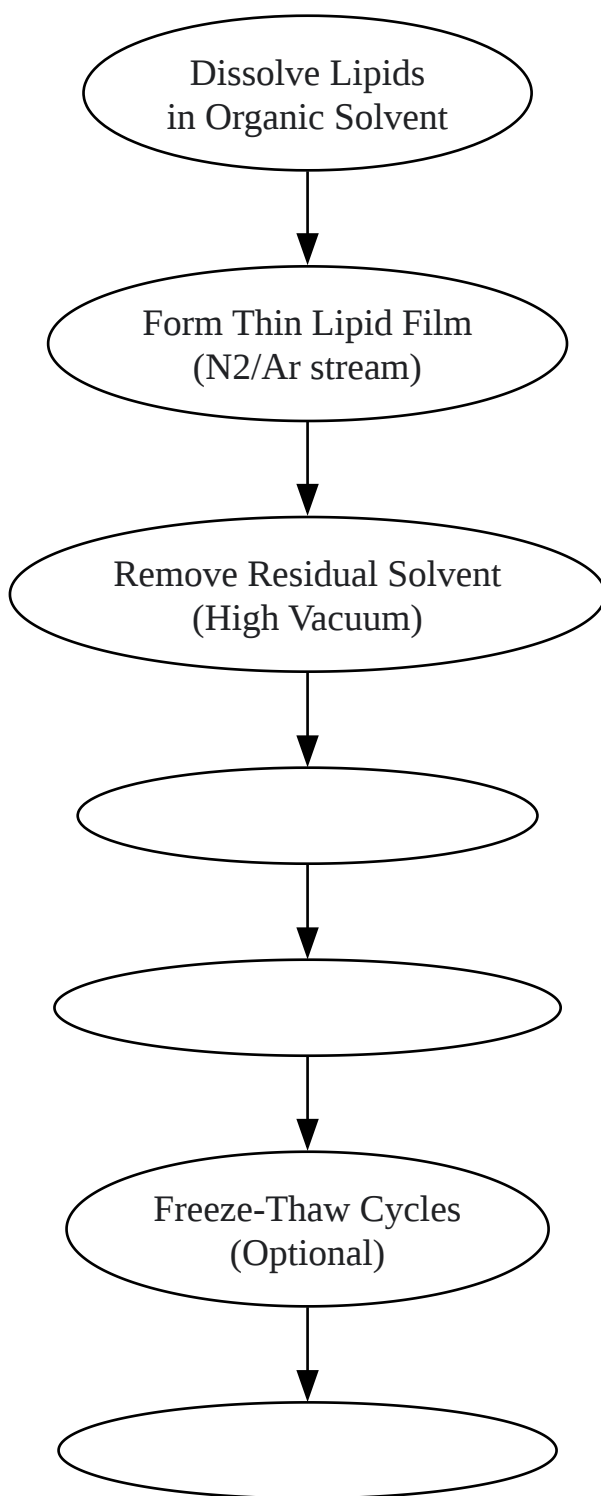 Dissolve Lipids
in Organic Solvent
Form Thin Lipid Film
(N2/Ar stream)
Remove Residual Solvent
(High Vacuum)
Freeze-Thaw Cycles
(Optional)